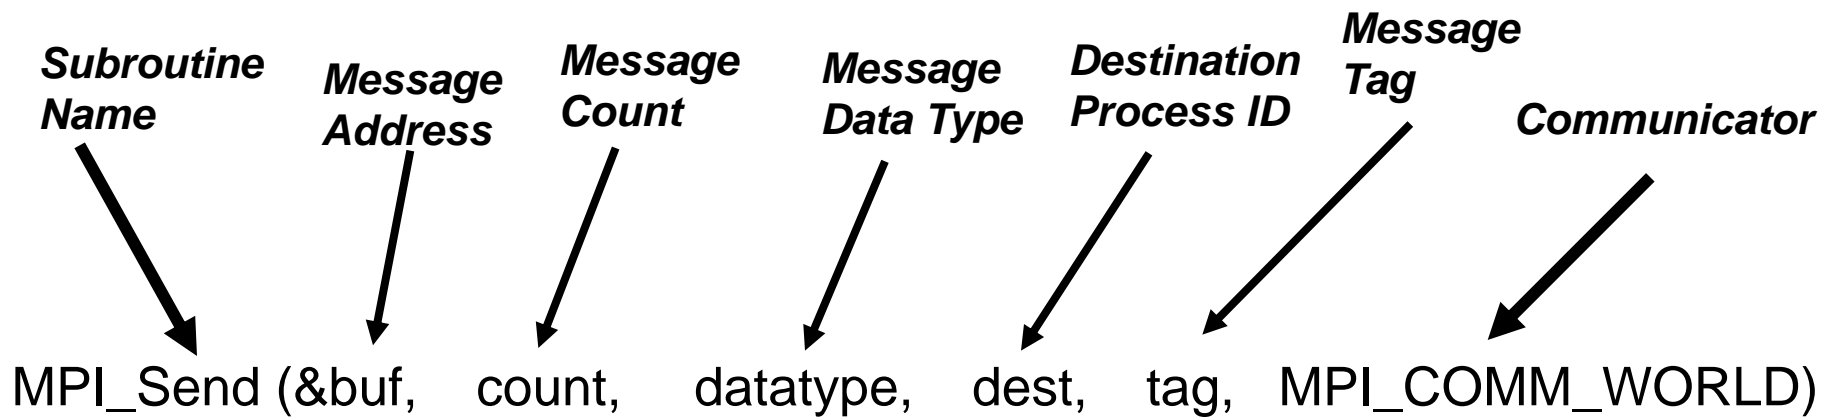 Subroutine
Name
Message
Address
Message
Count
Message
Data Type
Destination
Process ID
Message
Tag
Communicator
MPI_Send (&buf, count, datatype, dest, tag, MPI_COMM_WORLD)